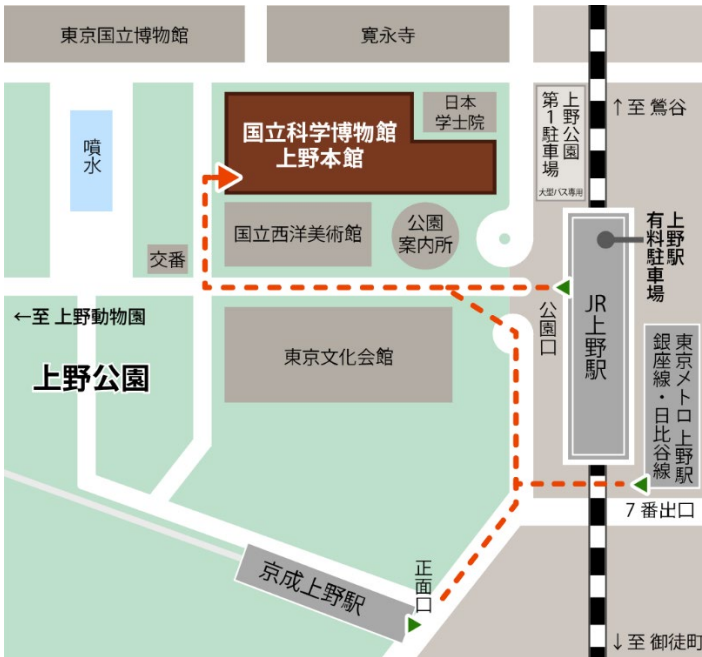 東京国立博物館
寛永寺
日本
学士院
国立科学博物館
上野本館
上野公園
第1駐車場
大型バス専用
↑至 鶯谷
噴水
国立西洋美術館
公園
案内所
交番
上野駅
有料駐車場
←至 上野動物園
公園口
JR上野駅
上野公園
東京文化会館
東京メトロ 上野駅
銀座線・日比谷線
7番出口
京成上野駅
正面口
↓至 御徒町